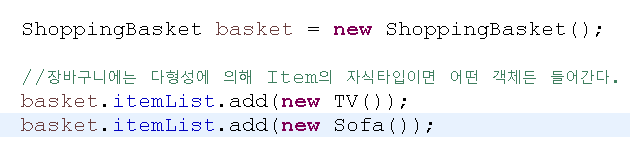 ShoppingBasket basket = new ShoppingBasket();
//장바구니에는 다형성에 의해 Item의 자식타입이면 어떤 객체든 들어간다.
basket.itemList.add(new TV());
basket.itemList.add(new Sofa());